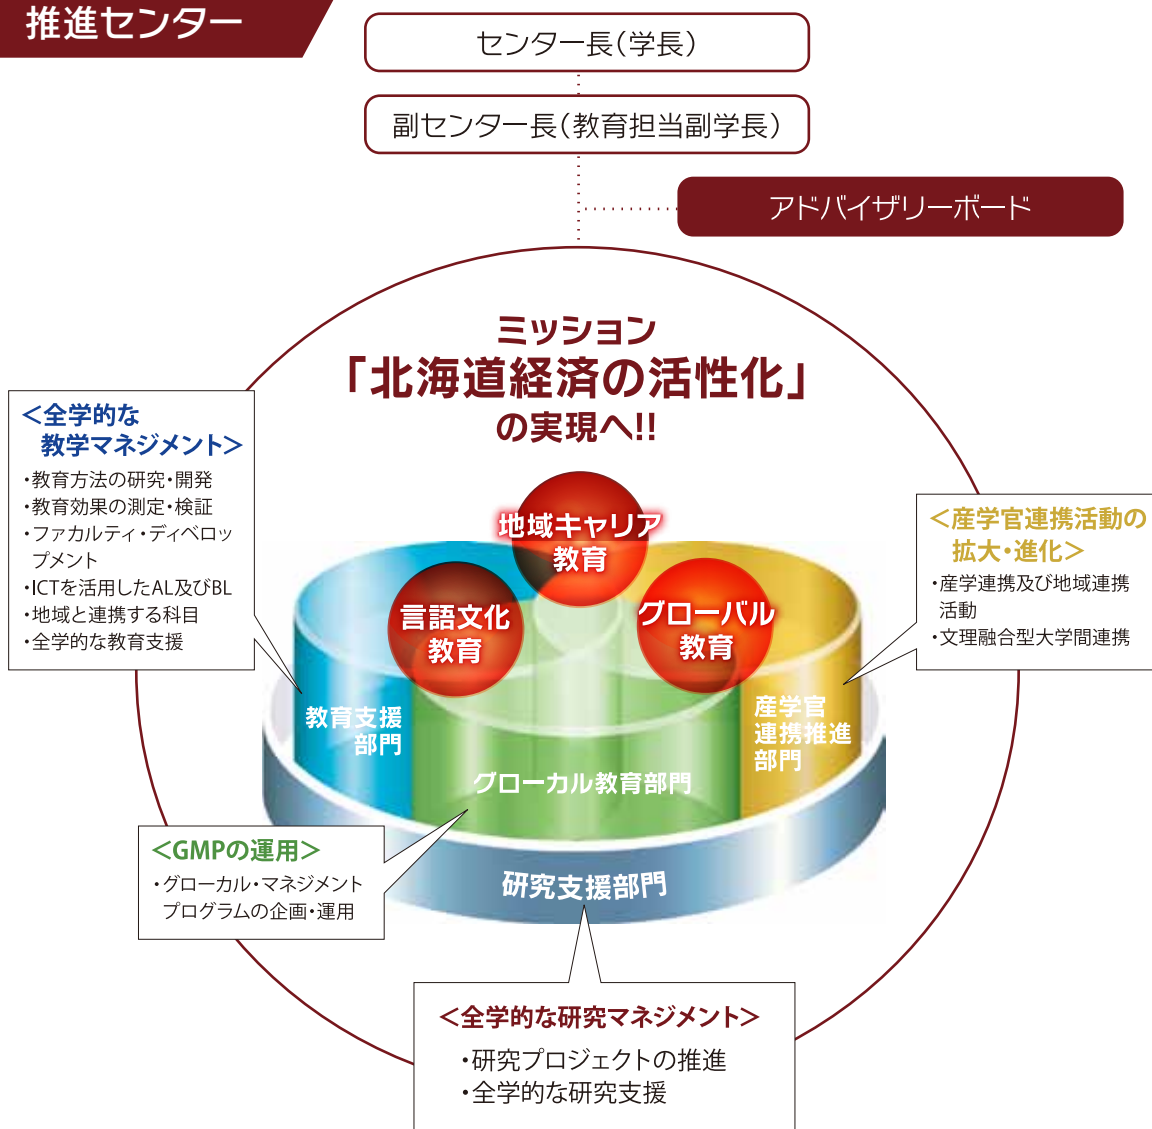 推進センター
センター長(学長)
副センター長(教育担当副学長)
アドバイザリーボード
ミッション
「北海道経済の活性化」
の実現へ!!
<全学的な
教学マネジメント>
・教育方法の研究・開発
・教育効果の測定・検証
・ファカルティ・ディベロッ
プメント
・ICTを活用したAL及びBL
・地域と連携する科目
・全学的な教育支援
地域キャリア
教育
言語文化
教育
グローバル
教育
<産学官連携活動の
拡大・進化>
・産学連携及び地域連携
活動
・文理融合型大学間連携
教育支援
部門
産学官
連携推進
部門
グローカル教育部門
<GMPの運用>
・グローカル・マネジメント
プログラムの企画・運用
研究支援部門
<全学的な研究マネジメント>
・研究プロジェクトの推進
・全学的な研究支援